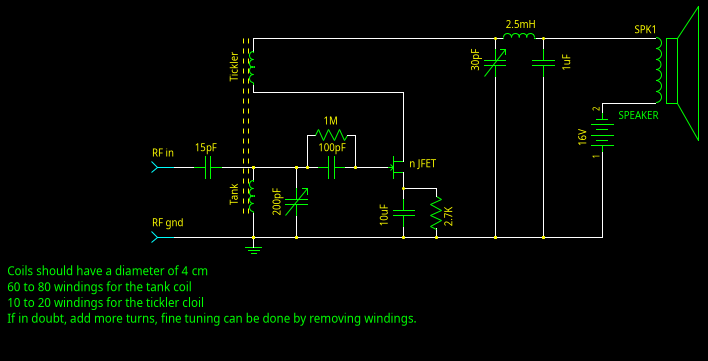 2.5mH
SPK1
30pF
1uF
Tickler
2
SPEAKER
16V
1
1M
15pF
100pF
RF in
n JFET
Tank
200pF
10uF
2.7K
RF gnd
Coils should have a diameter of 4 cm
60 to 80 windings for the tank coil
10 to 20 windings for the tickler cloil
If in doubt, add more turns, fine tuning can be done by removing windings.